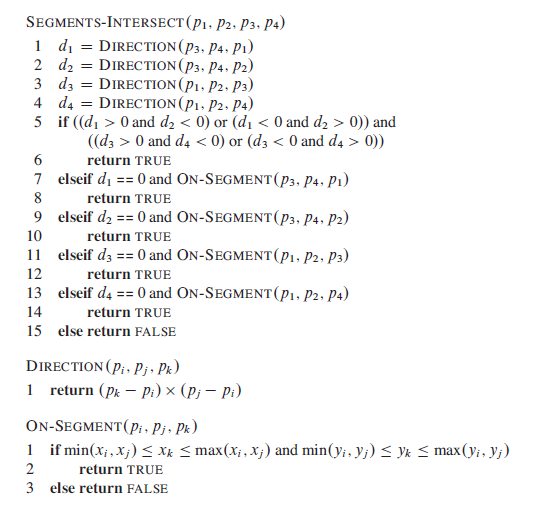 SEGMENTS-INTERSECT(p₁, p₂, p₃, p₄)
1 d₁ = DIRECTION(p₃, p₄, p₁)
2 d₂ = DIRECTION(p₃, p₄, p₂)
3 d₃ = DIRECTION(p₁, p₂, p₃)
4 d₄ = DIRECTION(p₁, p₂, p₄)
5 if ((d₁ > 0 and d₂ < 0) or (d₁ < 0 and d₂ > 0)) and
((d₃ > 0 and d₄ < 0) or (d₃ < 0 and d₄ > 0))
6 return TRUE
7 elseif d₁ == 0 and ON-SEGMENT(p₃, p₄, p₁)
8 return TRUE
9 elseif d₂ == 0 and ON-SEGMENT(p₃, p₄, p₂)
10 return TRUE
11 elseif d₃ == 0 and ON-SEGMENT(p₁, p₂, p₃)
12 return TRUE
13 elseif d₄ == 0 and ON-SEGMENT(p₁, p₂, p₄)
14 return TRUE
15 else return FALSE
DIRECTION(pᵢ, pⱼ, pₖ)
1 return (pₖ − pᵢ) × (pⱼ − pᵢ)
ON-SEGMENT(pᵢ, pⱼ, pₖ)
1 if min(xᵢ, xⱼ) ≤ xₖ ≤ max(xᵢ, xⱼ) and min(yᵢ, yⱼ) ≤ yₖ ≤ max(yᵢ, yⱼ)
2 return TRUE
3 else return FALSE